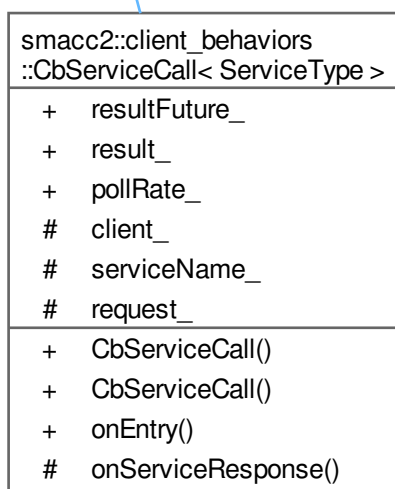 smacc2::client_behaviors
::CbServiceCall< ServiceType >
+ resultFuture_
+ result_
+ pollRate_
# client_
# serviceName_
# request_
+ CbServiceCall()
+ CbServiceCall()
+ onEntry()
# onServiceResponse()